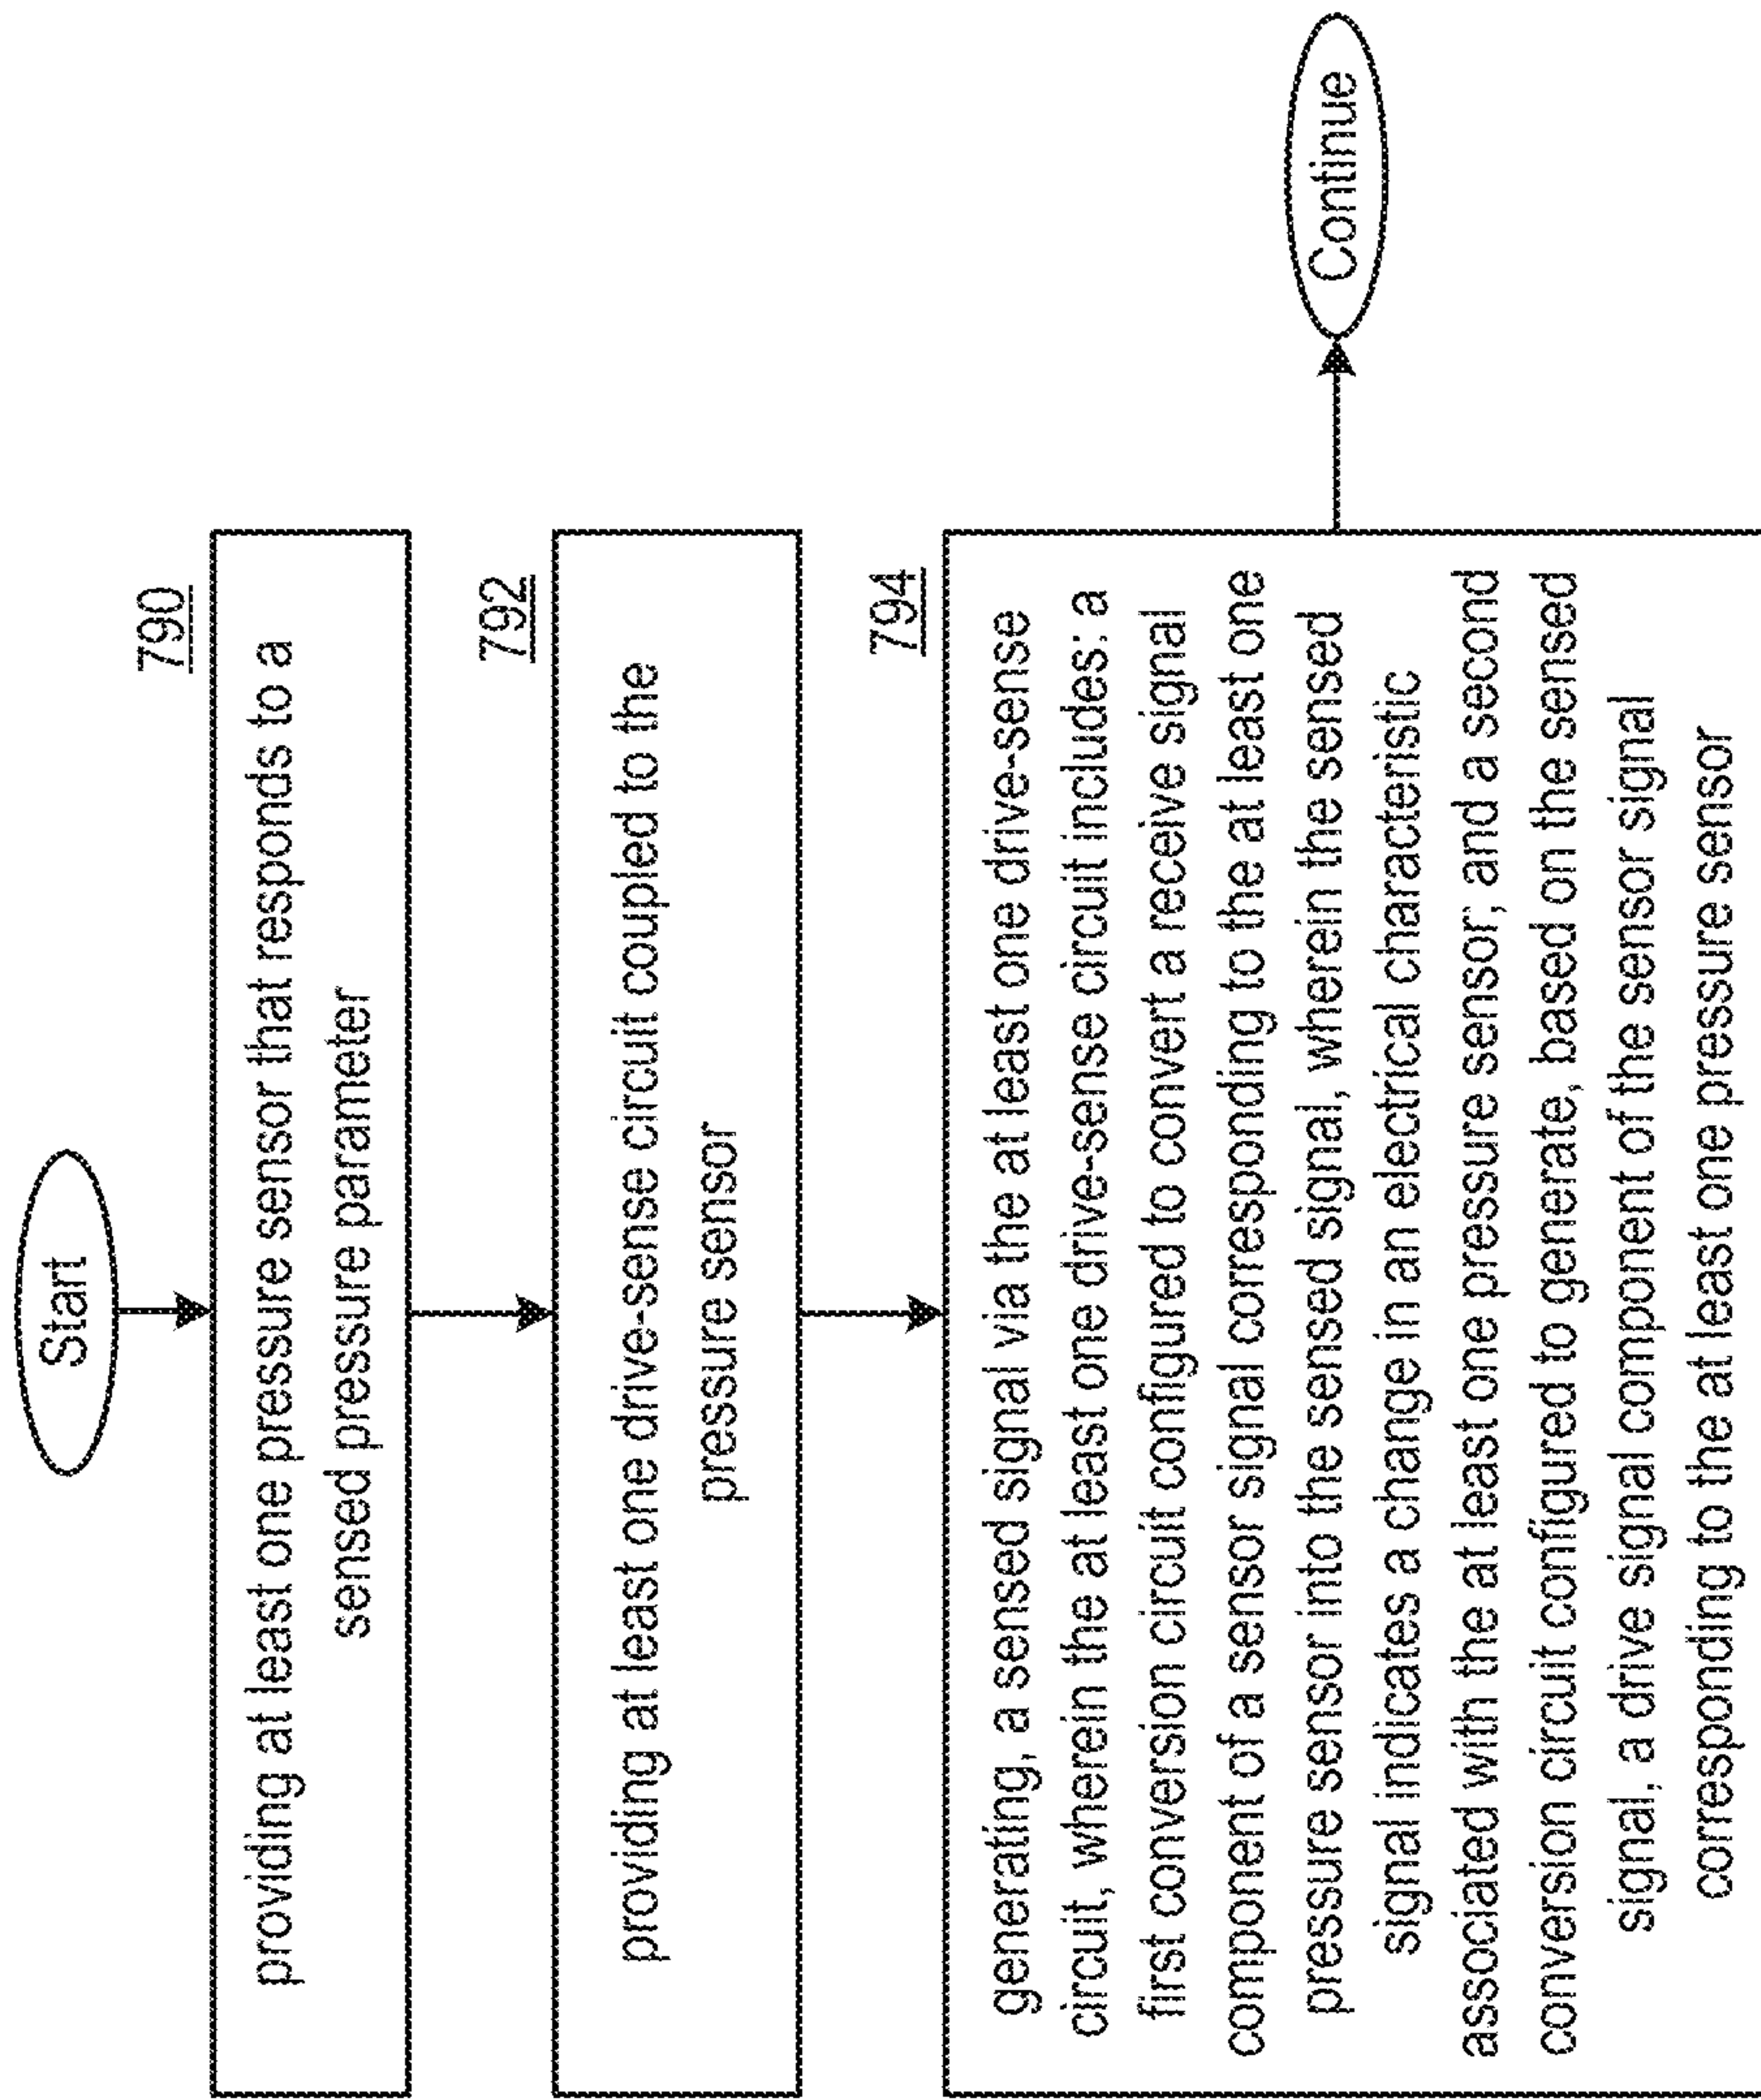 Start
790
providing at least one pressure sensor that responds to a
sensed pressure parameter
792
providing at least one drive-sense circuit coupled to the
pressure sensor
794
generating, a sensed signal via the at least one drive-sense
circuit, wherein the at least one drive-sense circuit includes: a
first conversion circuit configured to convert a receive signal
component of a sensor signal corresponding to the at least one
pressure sensor into the sensed signal, wherein the sensed
signal indicates a change in an electrical characteristic
associated with the at least one pressure sensor; and a second
conversion circuit configured to generate, based on the sensed
signal, a drive signal component of the sensor signal
corresponding to the at least one pressure sensor
Continue